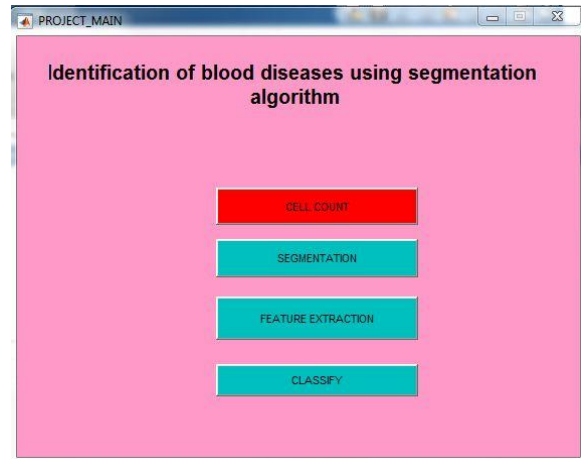 PROJECT_MAIN
Identification of blood diseases using segmentation
algorithm
CELL COUNT
SEGMENTATION
FEATURE EXTRACTION
CLASSIFY